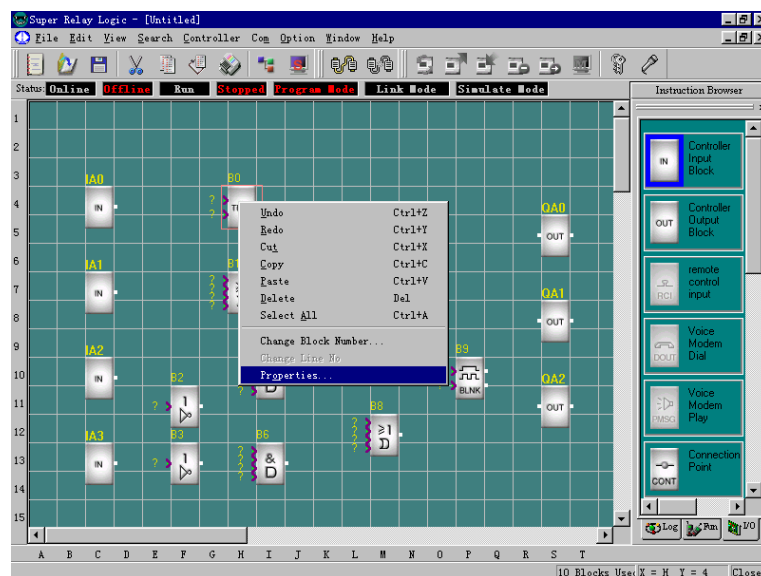 Super Relay Logic - [Untitled]
File Edit View Search Controller Com Option Window Help
Status: Online Offline Run Stopped Program Mode Link Mode Simulate Mode
Instruction Browser
1
2
3
4
5
6
7
8
9
10
11
12
13
14
15
IA0
IN
B0
? 
?
QA0
OUT
IA1
IN
B1
?
?
?
?
QA1
OUT
IA2
IN
B2
?
1
D
?
B9
BLNK
QA2
OUT
B8
?
?
?
?
≥1
D
IA3
IN
B3
?
1
B6
?
?
?
?
&
D
Undo Ctrl+Z
Redo Ctrl+Y
Cut Ctrl+X
Copy Ctrl+C
Paste Ctrl+V
Delete Del
Select All Ctrl+A
Change Block Number...
Change Line No
Properties...
IN
Controller
Input
Block
OUT
Controller
Output
Block
RCI
remote
control
input
DOUT
Voice
Modem
Dial
PMSG
Voice
Modem
Play
CONT
Connection
Point
Log Fun I/O
A B C D E F G H I J K L M N O P Q R S T
10 Blocks Use X = H Y = 4 Close